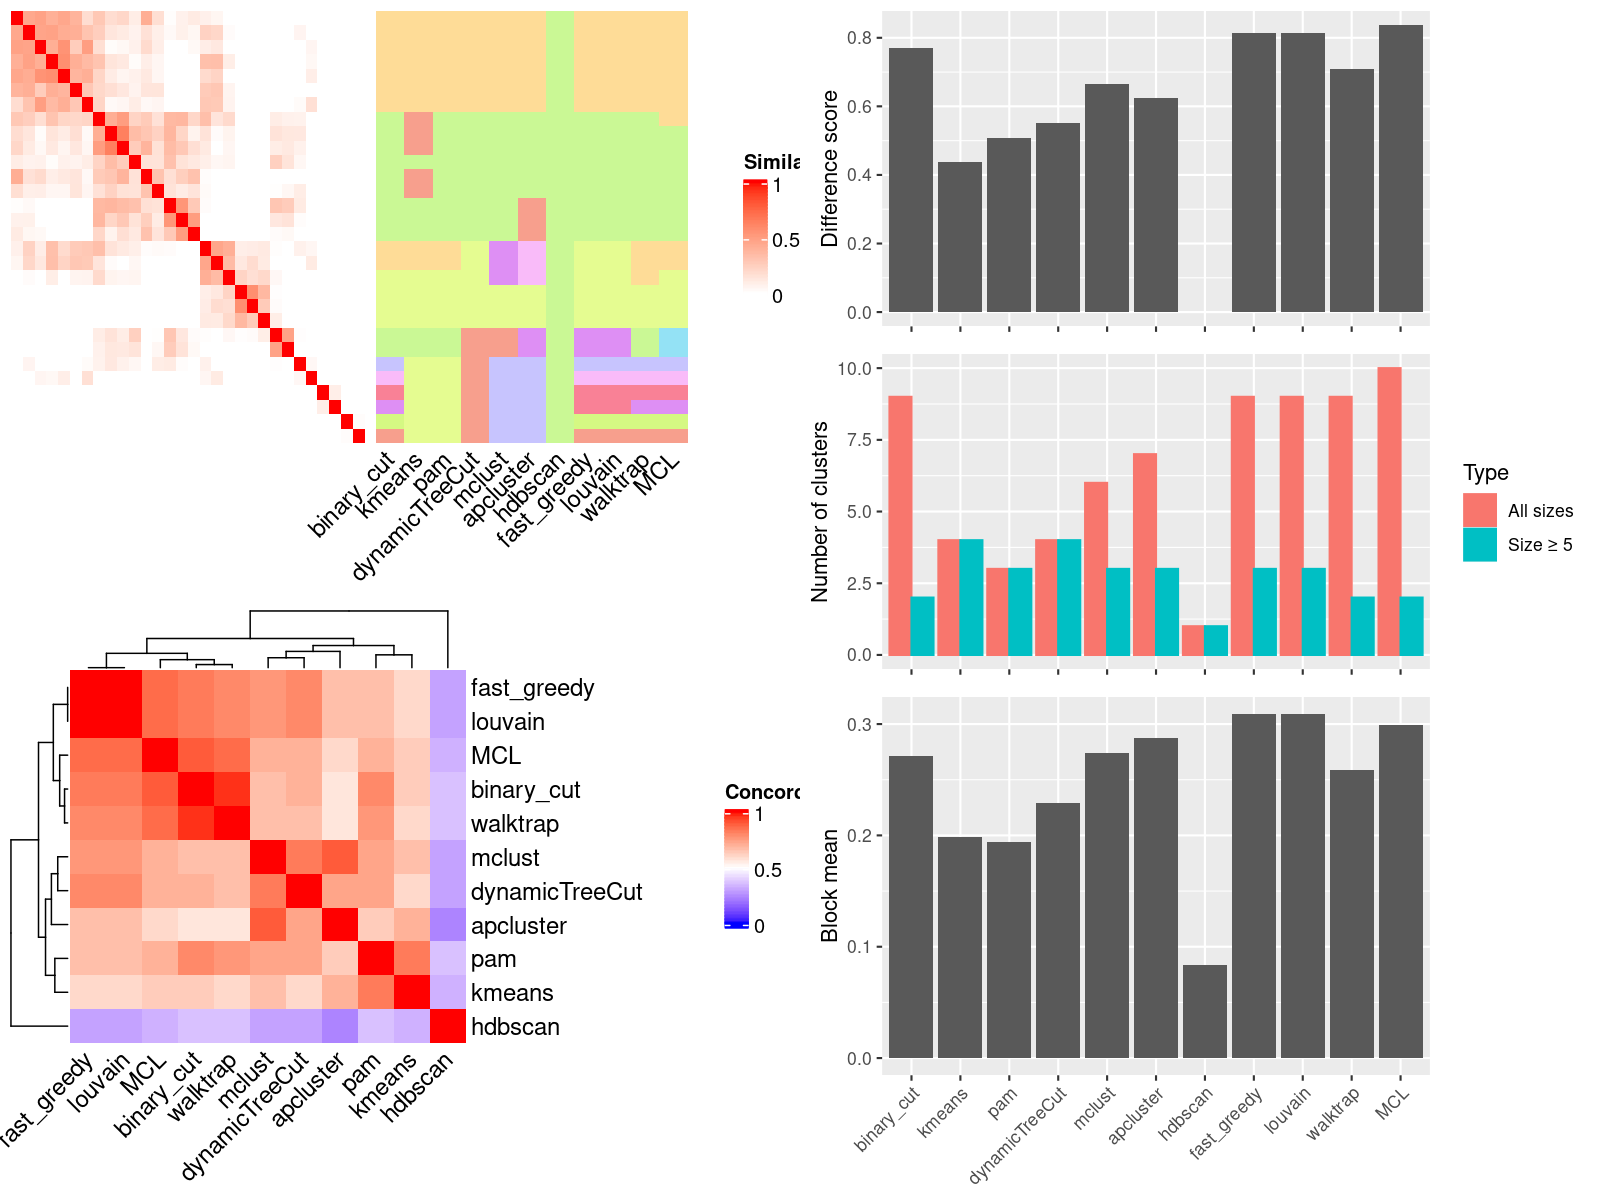 Simila
1
0.5
0
binary_cut
kmeans
pam
dynamicTreeCut
mclust
apcluster
hdbscan
fast_greedy
louvain
walktrap
MCL
fast_greedy
louvain
MCL
binary_cut
walktrap
mclust
dynamicTreeCut
apcluster
pam
kmeans
hdbscan
Concord
1
0.5
0
fast_greedy
louvain
MCL
binary_cut
walktrap
mclust
dynamicTreeCut
apcluster
pam
kmeans
hdbscan
Difference score
0.8
0.6
0.4
0.2
0.0
Number of clusters
10.0
7.5
5.0
2.5
0.0
Type
All sizes
Size ≥ 5
Block mean
0.3
0.2
0.1
0.0
binary_cut
kmeans
pam
dynamicTreeCut
mclust
apcluster
hdbscan
fast_greedy
louvain
walktrap
MCL